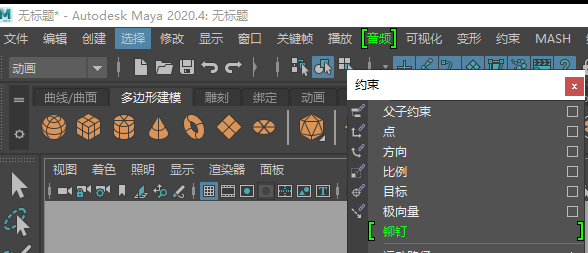 无标题* - Autodesk Maya 2020.4: 无标题
文件 编辑 创建 选择 修改 显示 窗口 关键帧 播放 音频 可视化 变形 约束 MASH
动画
约束
曲线/曲面 多边形建模 雕刻 绑定 动画
父子约束
点
方向
比例
目标
极向量
铆钉
视图 着色 照明 显示 渲染器 面板